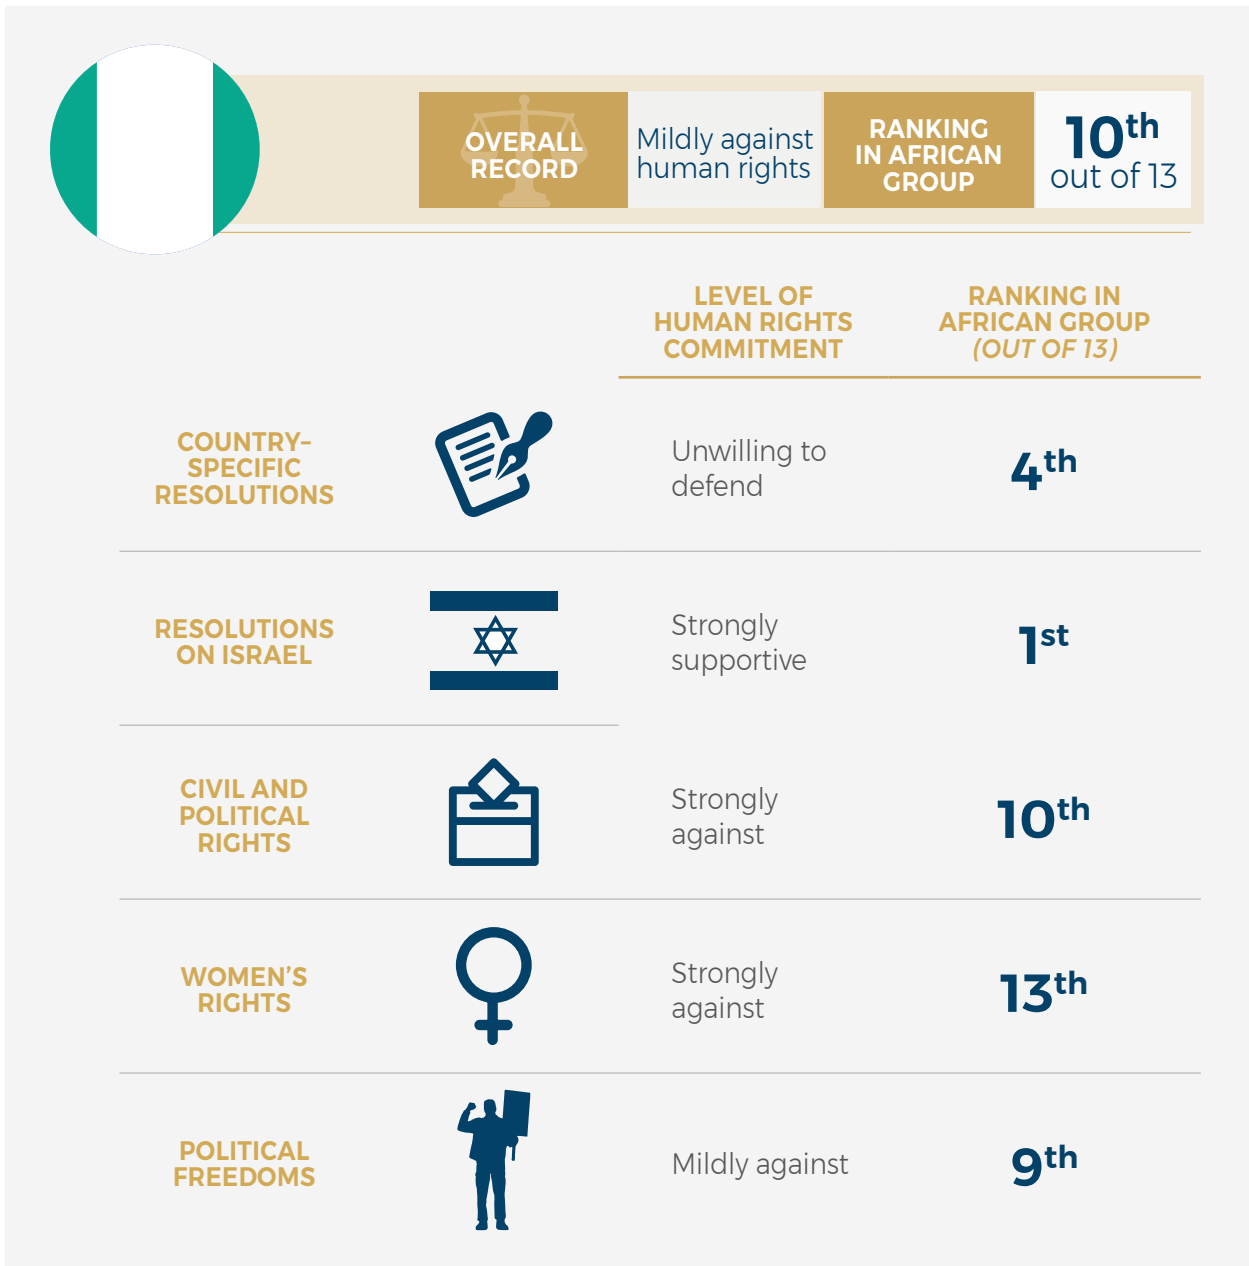 OVERALL
RECORD
Mildly against
human rights
RANKING
IN AFRICAN
GROUP
10th
out of 13
LEVEL OF
HUMAN RIGHTS
COMMITMENT
RANKING IN
AFRICAN GROUP
(OUT OF 13)
COUNTRY–
SPECIFIC
RESOLUTIONS
Unwilling to
defend
4th
RESOLUTIONS
ON ISRAEL
Strongly
supportive
1st
CIVIL AND
POLITICAL
RIGHTS
Strongly
against
10th
WOMEN’S
RIGHTS
Strongly
against
13th
POLITICAL
FREEDOMS
Mildly against
9th